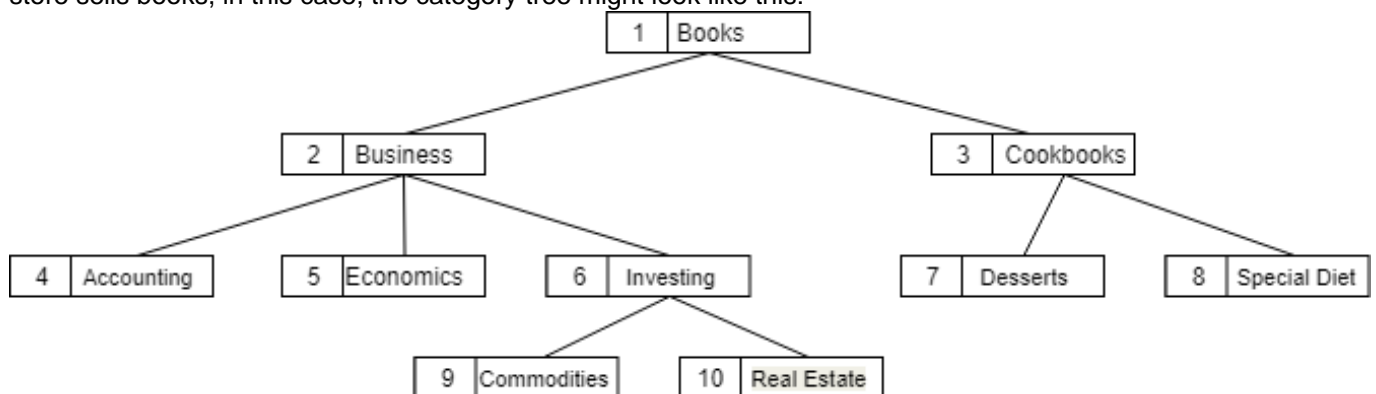 store sells books, in this case, the category tree might look like this:
1 Books
2 Business
3 Cookbooks
4 Accounting
5 Economics
6 Investing
7 Desserts
8 Special Diet
9 Commodities
10 Real Estate